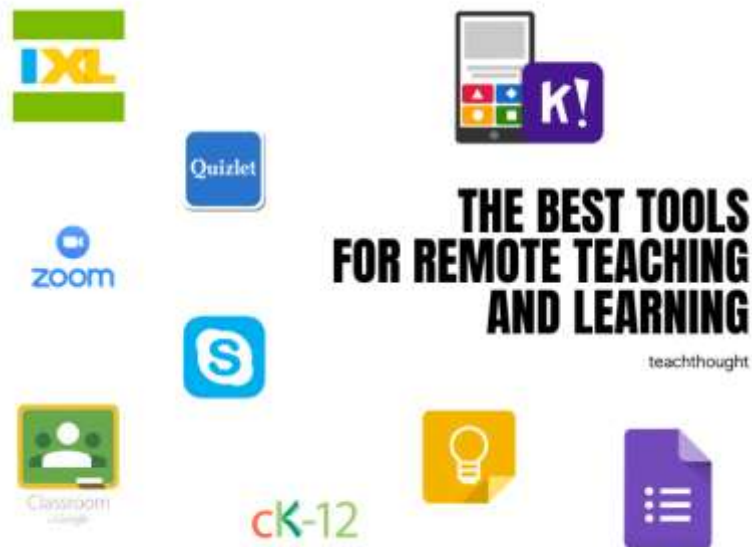 IXL
K!
Quizlet
THE BEST TOOLS
FOR REMOTE TEACHING
AND LEARNING
zoom
S
teachthought
Classroom
cK-12